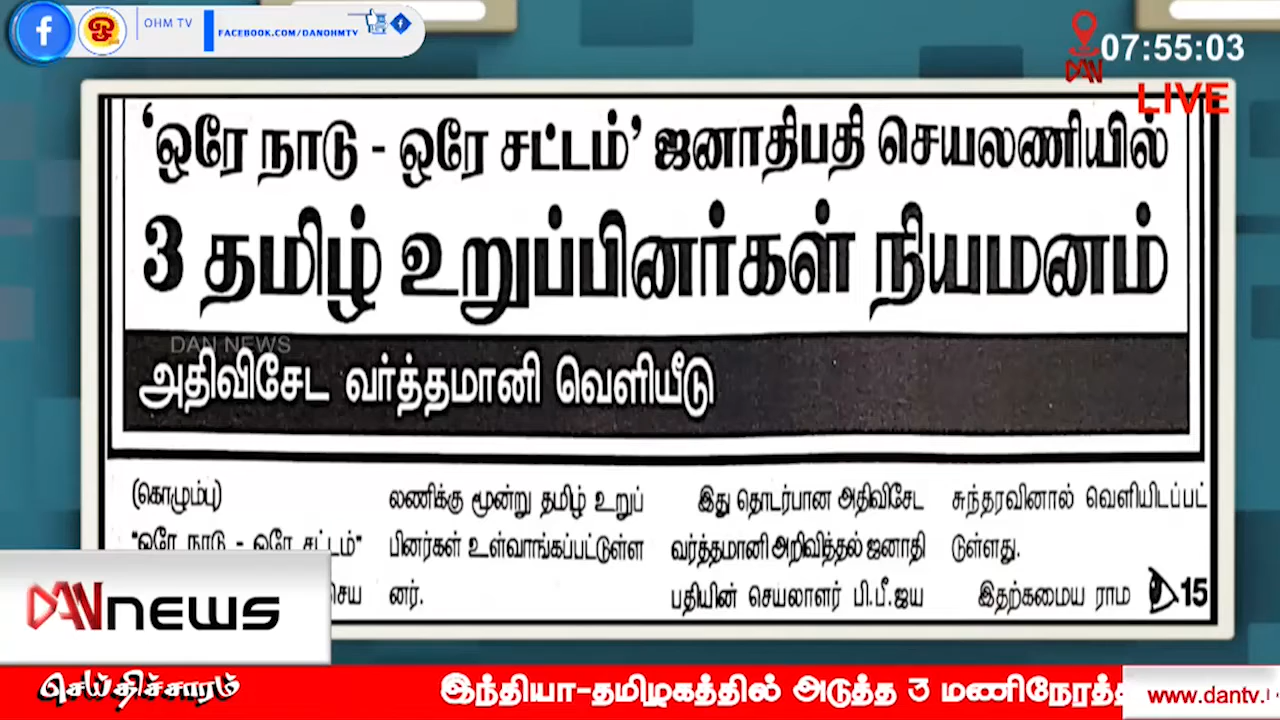 OHM TV
FACEBOOK.COM/DANOHMTV
DAN
07:55:03
LIVE
'ஒரே நாடு - ஒரே சட்டம்' ஜனாதிபதி செயலணியில்
3 தமிழ் உறுப்பினர்கள் நியமனம்
DAN NEWS
அதிவிசேட வர்த்தமானி வெளியீடு
(கொழும்பு)
"ஒரே நாடு - ஒரே சட்டம்"
செய
லணிக்கு மூன்று தமிழ் உறுப்
பினர்கள் உள்வாங்கப்பட்டுள்ள
னர்.
இது தொடர்பான அதிவிசேட
வர்த்தமானி அறிவித்தல் ஜனாதி
பதியின் செயலாளர் பி.பீ.ஜய
சுந்தரவினால் வெளியிடப்பட்
டுள்ளது.
இதற்கமைய ராம 15
DAN news
செய்திச்சாரம்
இந்தியா-தமிழகத்தில் அடுத்த 3 மணிநேரத்த
www.dantv.